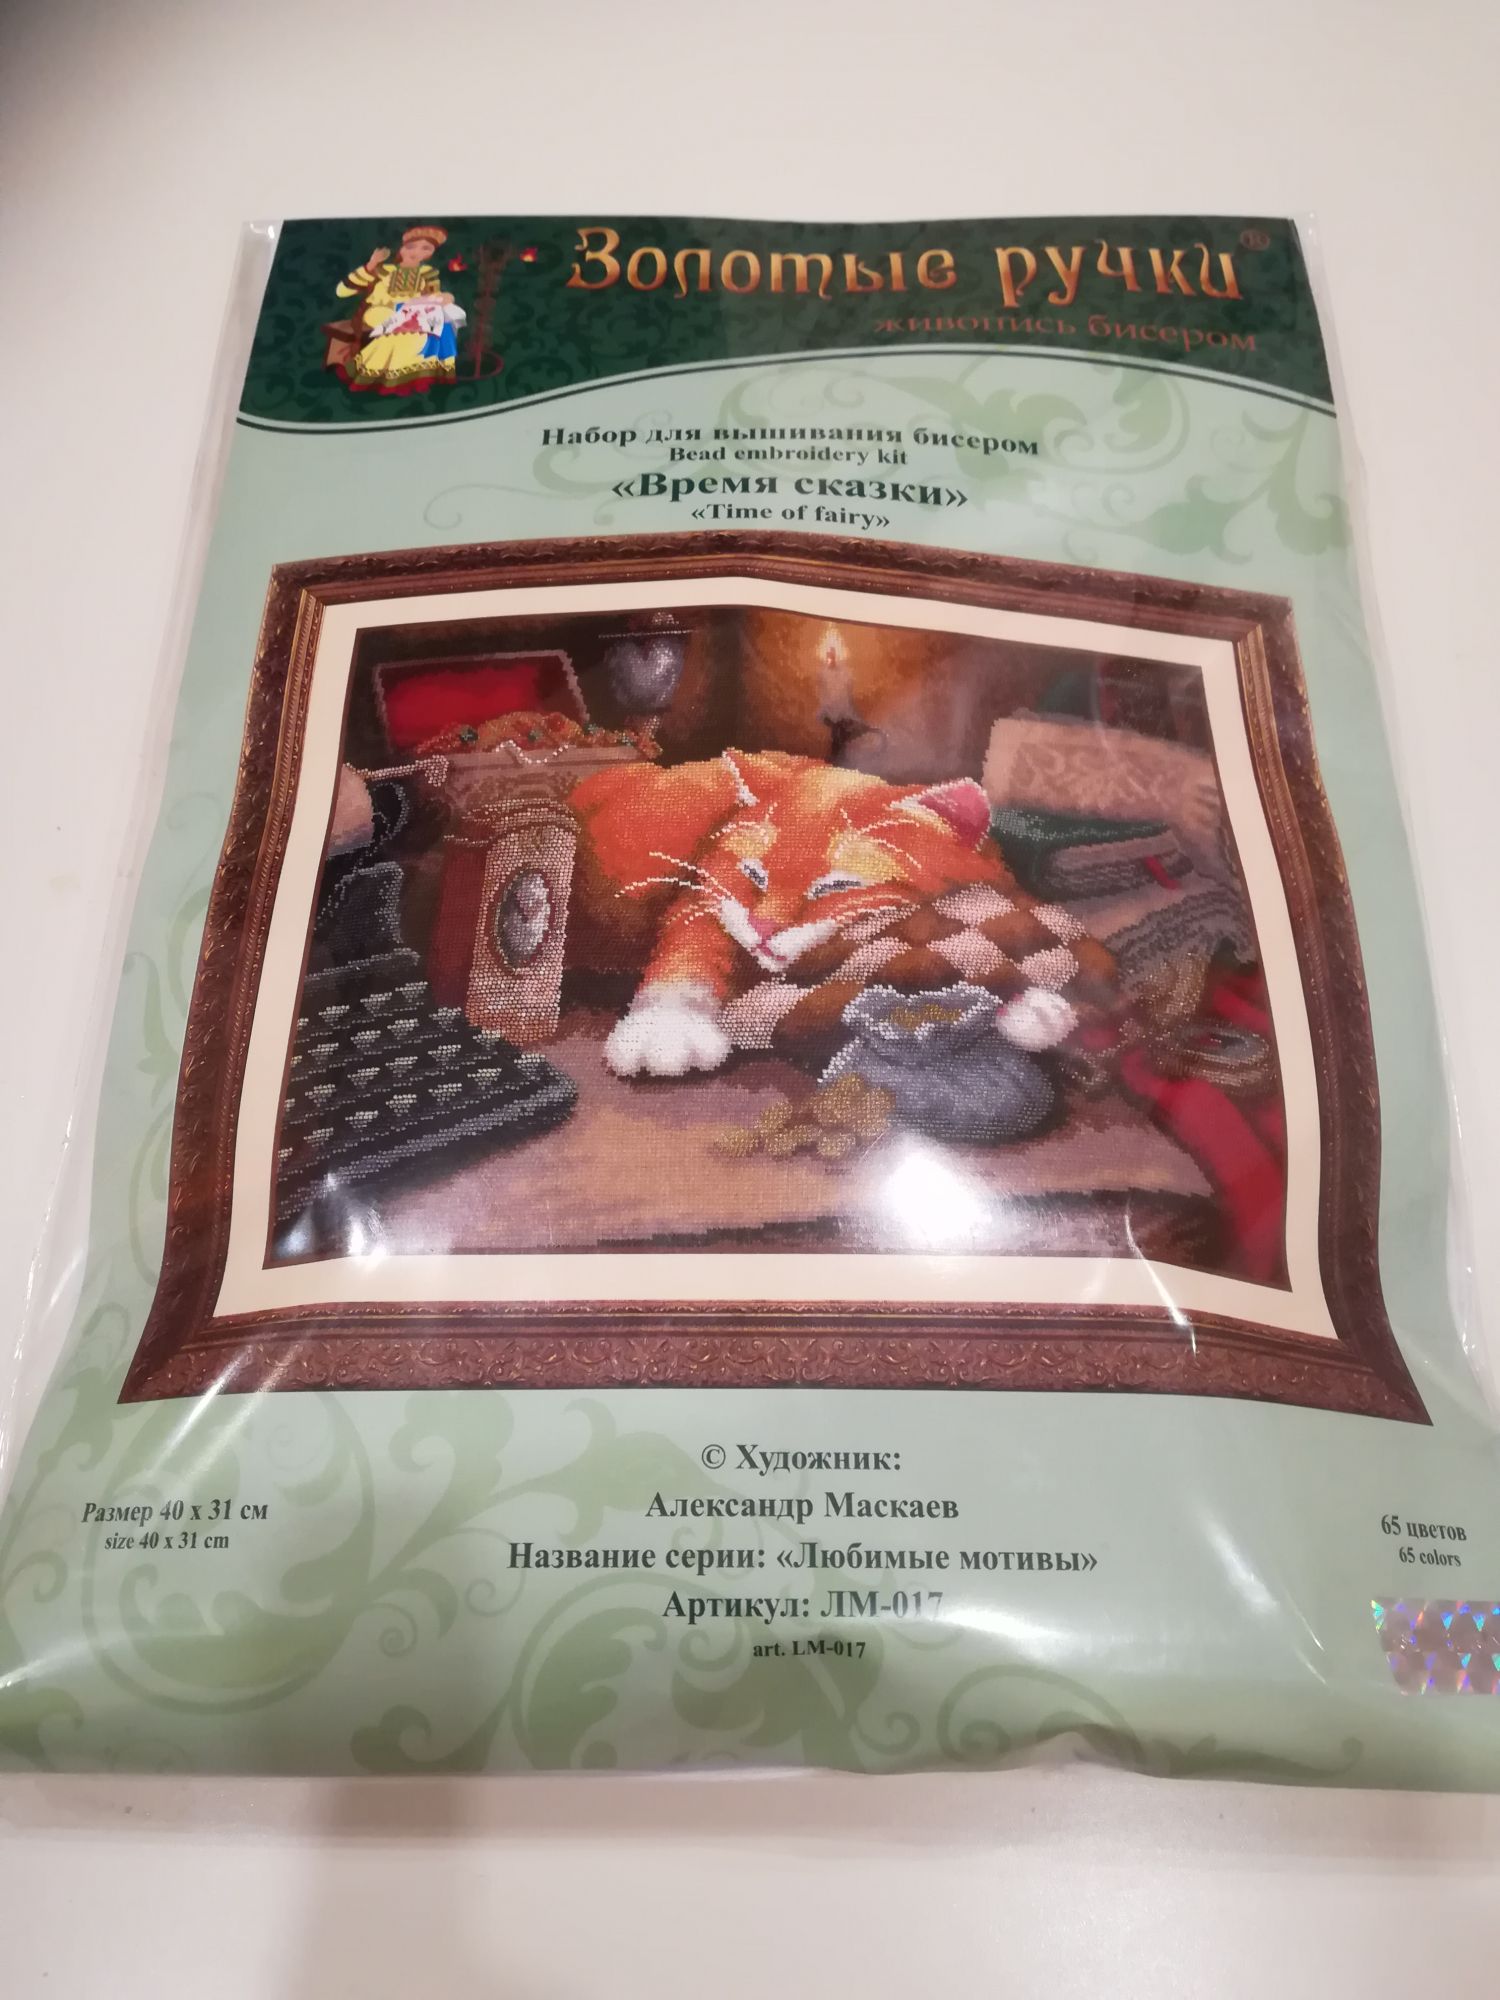 Золотые ручки®
живопись бисером
Набор для вышивания бисером
Bead embroidery kit
«Время сказки»
«Time of fairy»
© Художник:
Александр Маскаев
Название серии: «Любимые мотивы»
Артикул: ЛМ-017
art. LM-017
Размер 40 х 31 см
size 40 x 31 cm
65 цветов
65 colors